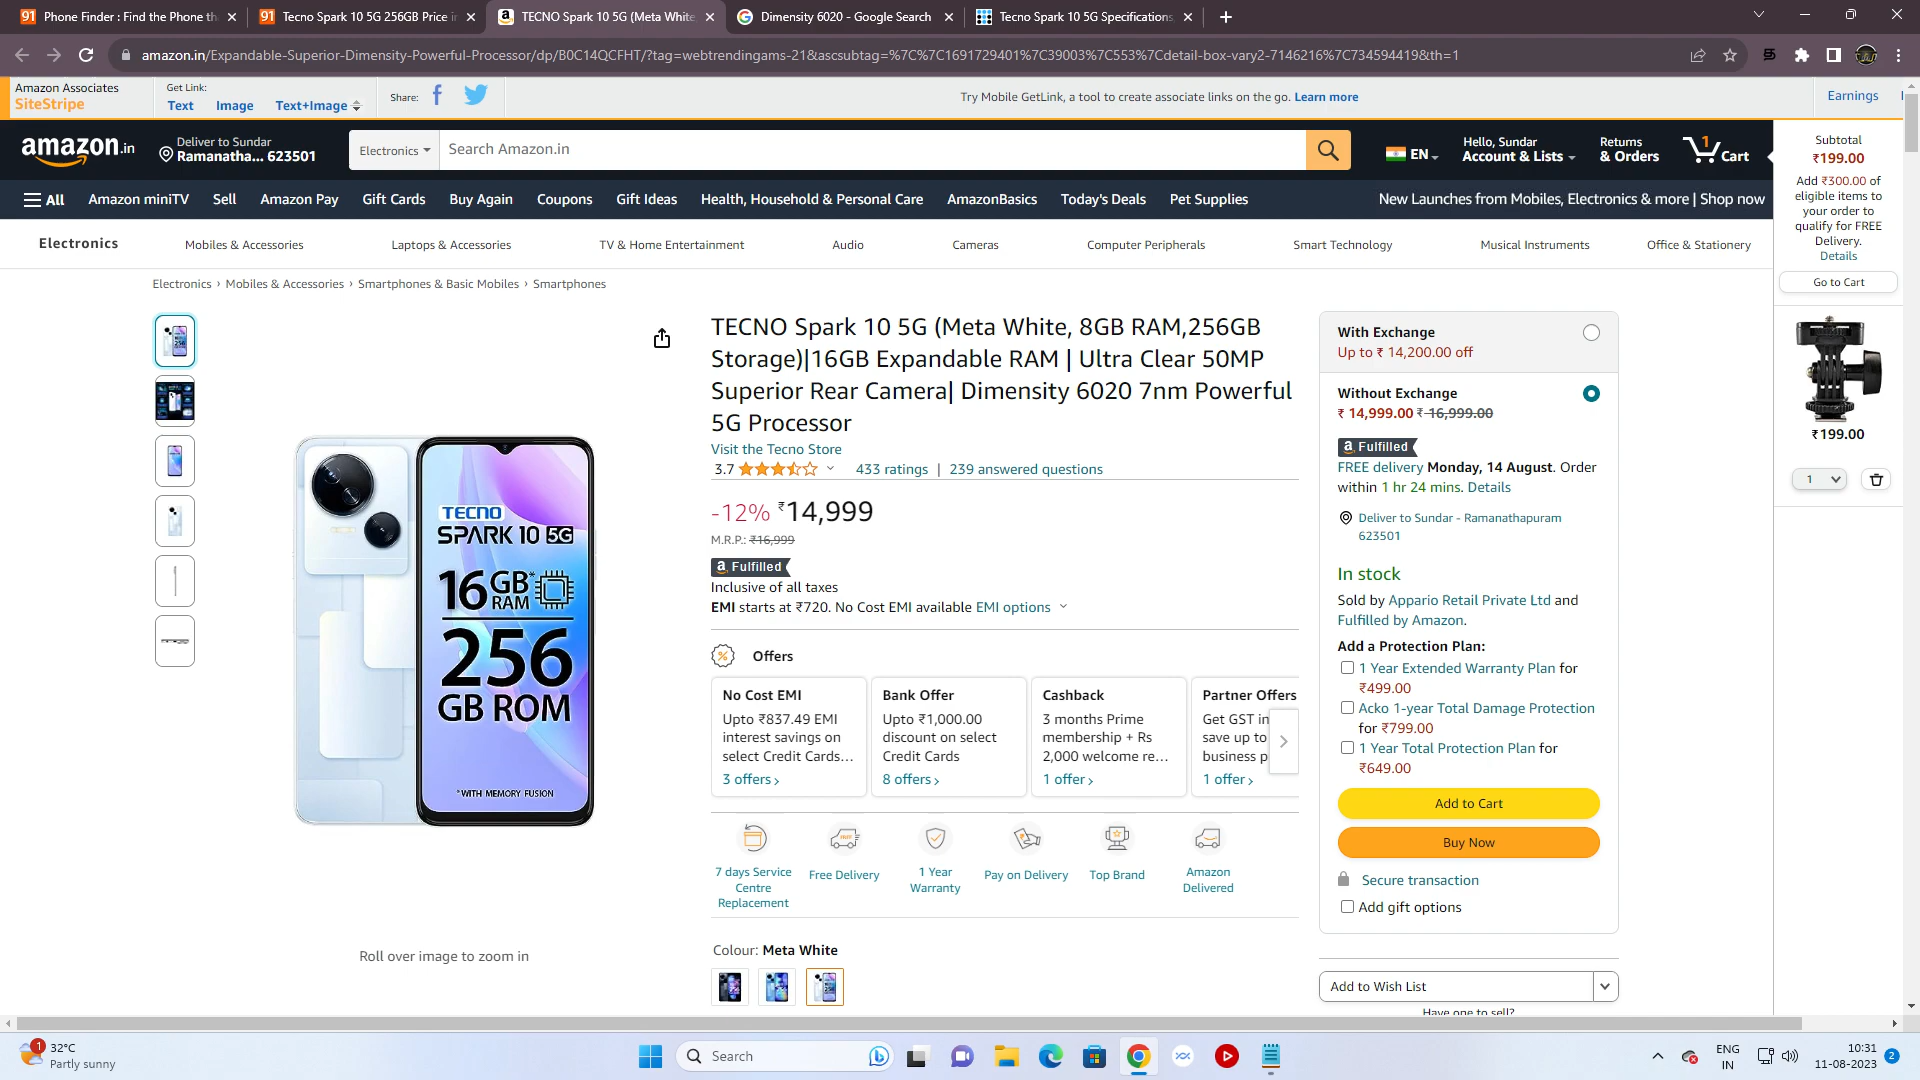 Phone Finder : Find the Phone th
Tecno Spark 10 5G 256GB Price in
TECNO Spark 10 5G (Meta White,
Dimensity 6020 - Google Search
Tecno Spark 10 5G Specifications,
amazon.in/Expandable-Superior-Dimensity-Powerful-Processor/dp/B0C14QCFHT/?tag=webtrendingams-21&ascsubtag=%7C%7C1691729401%7C39003%7C553%7Cdetail-box-vary2-7146216%7C734594419&th=1
Amazon Associates
SiteStripe
Get Link:
Text Image Text+Image
Share:
Try Mobile GetLink, a tool to create associate links on the go. Learn more
Earnings
amazon.in
Deliver to Sundar
Ramanatha... 623501
Electronics
Search Amazon.in
EN
Hello, Sundar
Account & Lists
Returns
& Orders
1
Cart
All Amazon miniTV Sell Amazon Pay Gift Cards Buy Again Coupons Gift Ideas Health, Household & Personal Care AmazonBasics Today's Deals Pet Supplies
New Launches from Mobiles, Electronics & more | Shop now
Electronics Mobiles & Accessories Laptops & Accessories TV & Home Entertainment Audio Cameras Computer Peripherals Smart Technology Musical Instruments Office & Stationery
Electronics › Mobiles & Accessories › Smartphones & Basic Mobiles › Smartphones
TECNO
SPARK 10 5G
16 GB* RAM
256
GB ROM
*WITH MEMORY FUSION
Roll over image to zoom in
TECNO Spark 10 5G (Meta White, 8GB RAM,256GB
Storage)|16GB Expandable RAM | Ultra Clear 50MP
Superior Rear Camera| Dimensity 6020 7nm Powerful
5G Processor
Visit the Tecno Store
3.7
433 ratings | 239 answered questions
-12% ₹14,999
M.R.P.: ₹16,999
a Fulfilled
Inclusive of all taxes
EMI starts at ₹720. No Cost EMI available EMI options
Offers
No Cost EMI
Upto ₹837.49 EMI
interest savings on
select Credit Cards…
3 offers ›
Bank Offer
Upto ₹1,000.00
discount on select
Credit Cards
8 offers ›
Cashback
3 months Prime
membership + Rs
2,000 welcome re…
1 offer ›
Partner Offers
Get GST in
save up to
business p
1 offer ›
7 days Service
Centre
Replacement
Free Delivery
1 Year
Warranty
Pay on Delivery
Top Brand
Amazon
Delivered
Colour: Meta White
With Exchange
Up to ₹ 14,200.00 off
Without Exchange
₹ 14,999.00 ₹ 16,999.00
a Fulfilled
FREE delivery Monday, 14 August. Order
within 1 hr 24 mins. Details
Deliver to Sundar - Ramanathapuram
623501
In stock
Sold by Appario Retail Private Ltd and
Fulfilled by Amazon.
Add a Protection Plan:
1 Year Extended Warranty Plan for
₹499.00
Acko 1-year Total Damage Protection
for ₹799.00
1 Year Total Protection Plan for
₹649.00
Add to Cart
Buy Now
Secure transaction
Add gift options
Add to Wish List
Have one to sell?
Subtotal
₹199.00
Add ₹300.00 of
eligible items to
your order to
qualify for FREE
Delivery.
Details
Go to Cart
₹199.00
1
1
32°C
Partly sunny
Search
ENG
IN
10:31
11-08-2023
2